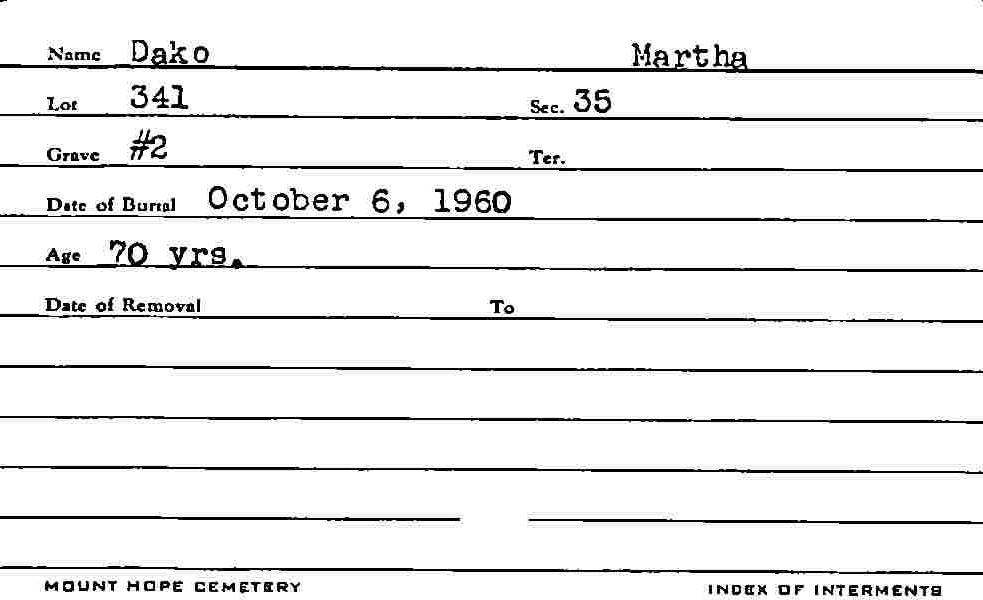 Name Dako Martha
Lot 341 Sec. 35
Grave #2 Ter.
Date of Burial October 6, 1960
Age 70 yrs.
Date of Removal To
MOUNT HOPE CEMETERY INDEX OF INTERMENTS